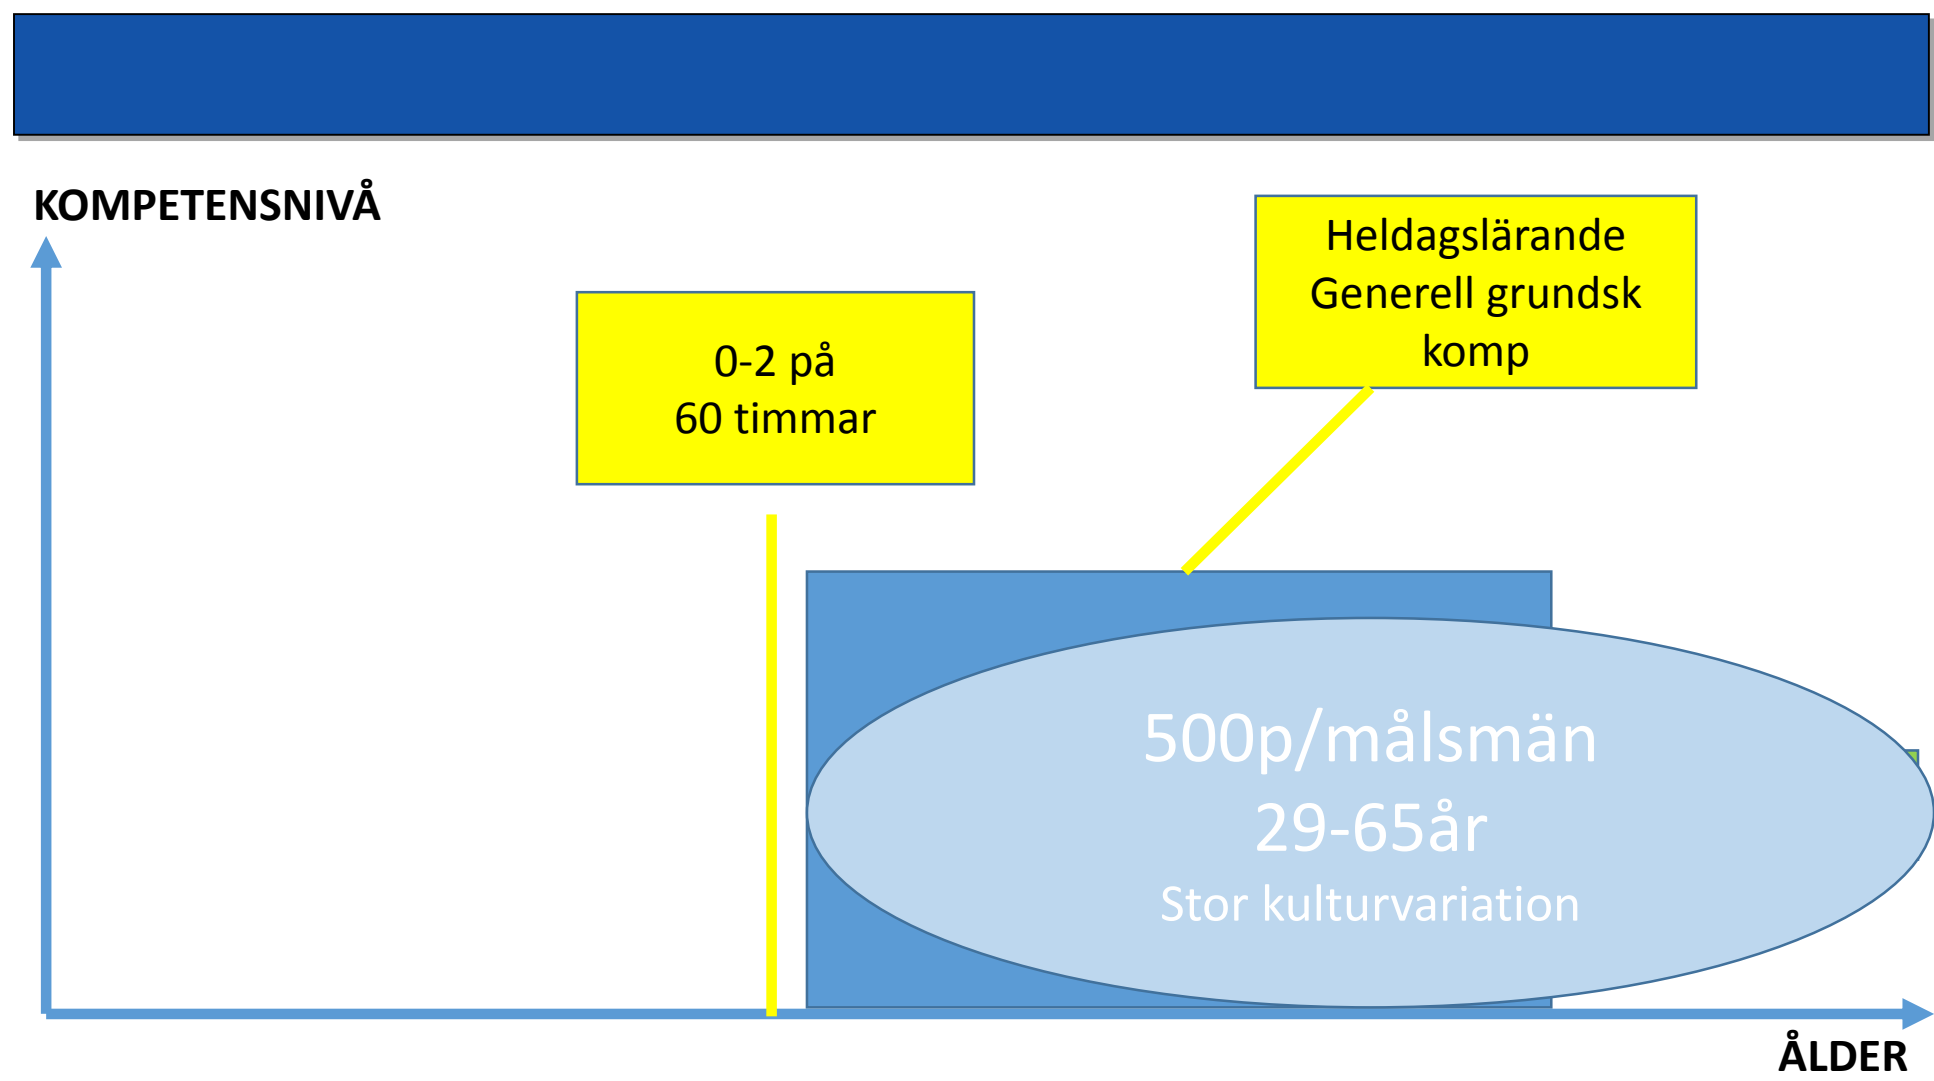 KOMPETENSNIVÅ
Heldagslärande
Generell grundsk
komp
0-2 på
60 timmar
500p/målsmän
29-65år
Stor kulturvariation
ÅLDER